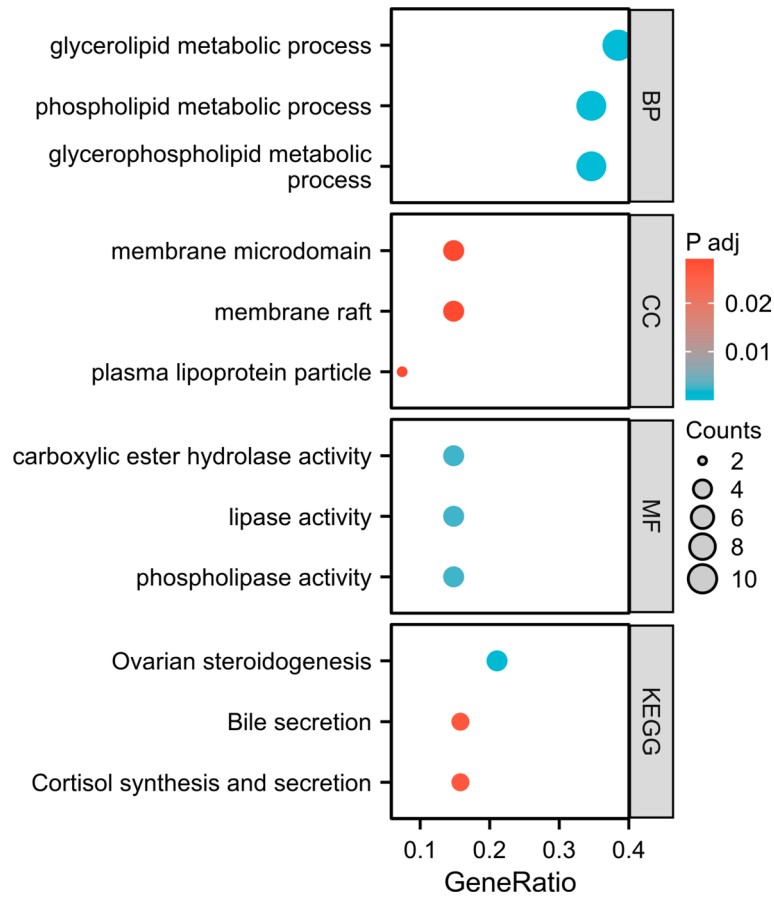 glycerolipid metabolic process
phospholipid metabolic process
glycerophospholipid metabolic
process
BP
membrane microdomain
membrane raft
plasma lipoprotein particle
CC
carboxylic ester hydrolase activity
lipase activity
phospholipase activity
MF
Ovarian steroidogenesis
Bile secretion
Cortisol synthesis and secretion
KEGG
0.1 0.2 0.3 0.4
GeneRatio
P adj
0.02
0.01
Counts
2
4
6
8
10